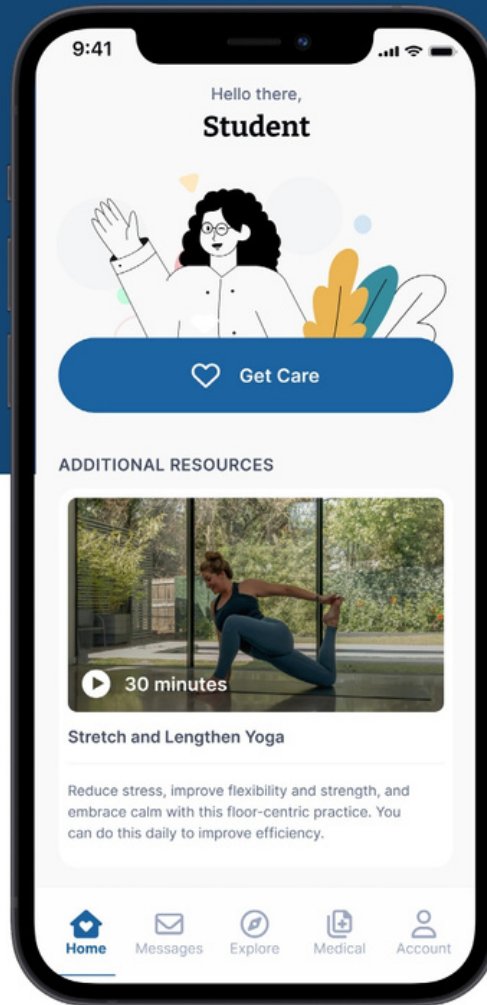 9:41
Hello there,
Student
Get Care
ADDITIONAL RESOURCES
30 minutes
Stretch and Lengthen Yoga
Reduce stress, improve flexibility and strength, and
embrace calm with this floor-centric practice. You
can do this daily to improve efficiency.
Home Messages Explore Medical Account